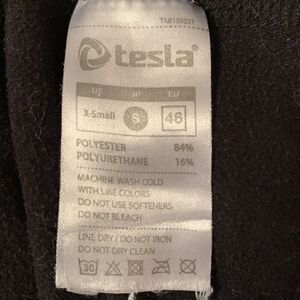 TA8138221
tesla
US JP EU
X-Small S 46
POLYESTER 84%
POLYURETHANE 16%
MACHINE WASH COLD
WITH LIKE COLORS
DO NOT USE SOFTENERS
DO NOT BLEACH
LINE DRY / DO NOT IRON
DO NOT DRY CLEAN
30